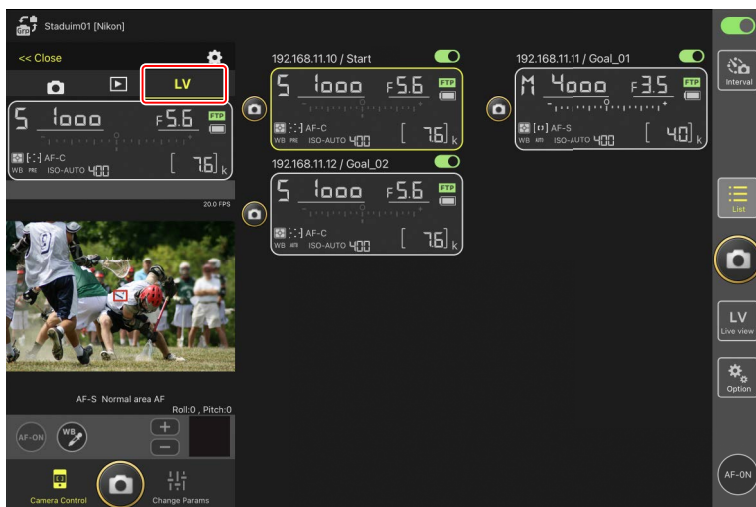 Grp Staduim01 [Nikon]
<< Close
LV
S 1000 F5.6 FTP
AF-C
WB PRE ISO-AUTO 400 [ 7.6] k
20.0 FPS
AF-S Normal area AF
Roll:0 , Pitch:0
AF-ON WB
Camera Control Change Params
192.168.11.10 / Start
S 1000 F5.6 FTP
AF-C
WB PRE ISO-AUTO 400 [ 7.6] k
192.168.11.11 / Goal_01
M 4000 F3.5 FTP
AF-S
WB AUTO ISO-AUTO 400 [ 4.0] k
192.168.11.12 / Goal_02
S 1000 F5.6 FTP
AF-C
WB AUTO ISO-AUTO 400 [ 7.6] k
Interval
List
LV
Live view
Option
AF-ON